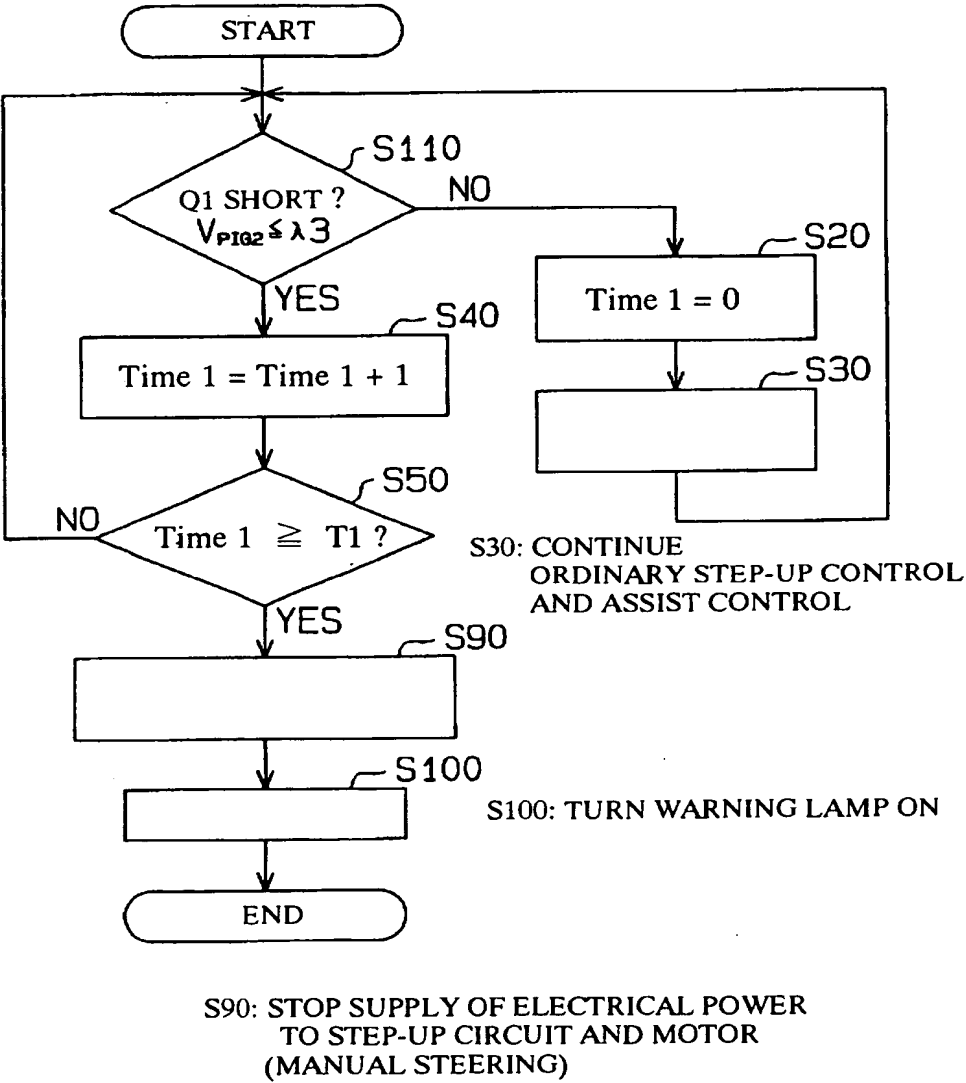 START
S110
Q1 SHORT ?
VPIG2 ≦ λ3
NO
YES
S20
Time 1 = 0
S40
Time 1 = Time 1 + 1
S30
S50
NO
Time 1 ≧ T1 ?
S30: CONTINUE
ORDINARY STEP-UP CONTROL
AND ASSIST CONTROL
YES
S90
S100
S100: TURN WARNING LAMP ON
END
S90: STOP SUPPLY OF ELECTRICAL POWER
TO STEP-UP CIRCUIT AND MOTOR
(MANUAL STEERING)